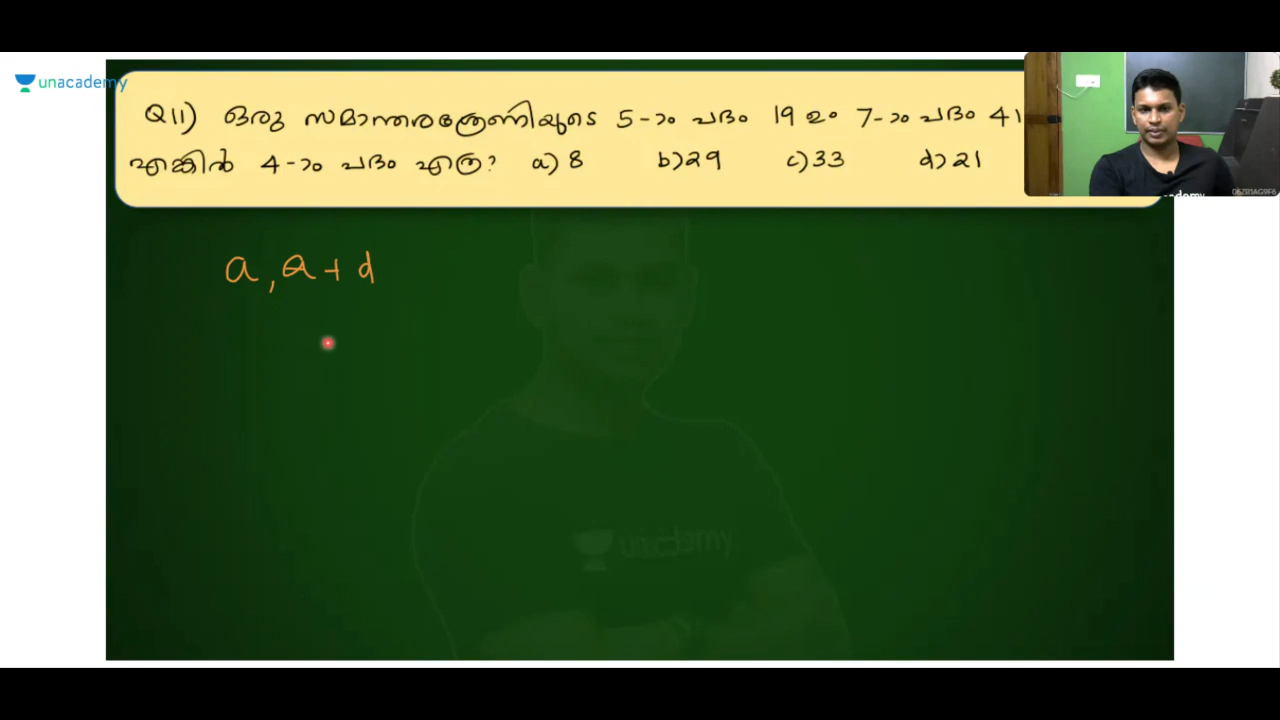 unacademy
Q11) ഒരു സമാന്തരശ്രേണിയുടെ 5-ാം പദം 19 ഉം 7-ാം പദം 41
എങ്കിൽ 4-ാം പദം എത്ര? a) 8 b) 29 c) 33 d) 21
a, a + d
unacademy